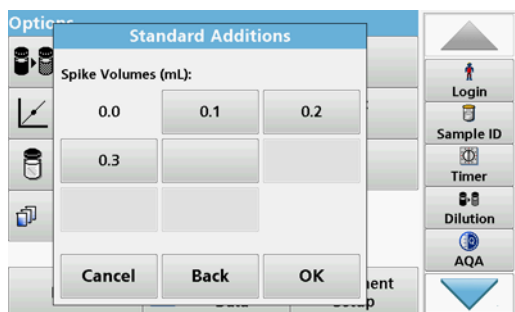 Options
Standard Additions
Spike Volumes (mL):
0.0
0.1
0.2
0.3
Cancel
Back
OK
Login
Sample ID
Timer
Dilution
AQA